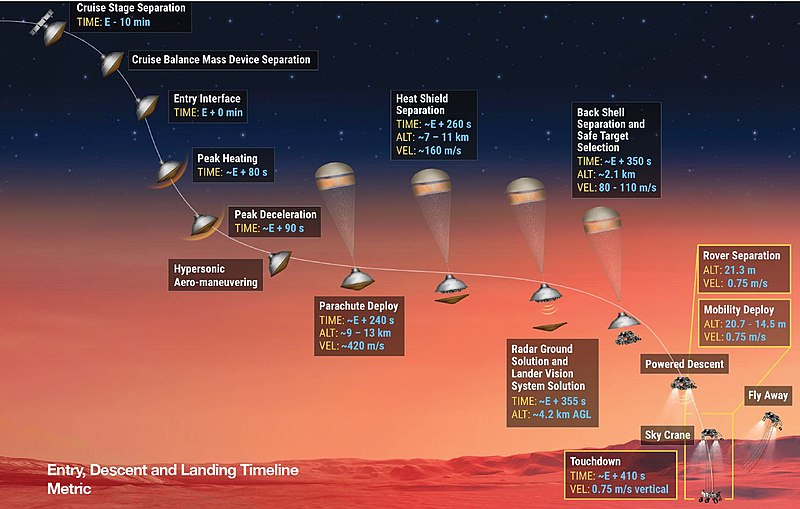 Cruise Stage Separation
TIME: E - 10 min
Cruise Balance Mass Device Separation
Entry Interface
TIME: E + 0 min
Peak Heating
TIME: ~E + 80 s
Peak Deceleration
TIME: ~E + 90 s
Hypersonic
Aero-maneuvering
Parachute Deploy
TIME: ~E + 240 s
ALT: ~9 – 13 km
VEL: ~420 m/s
Heat Shield
Separation
TIME: ~E + 260 s
ALT: ~7 – 11 km
VEL: ~160 m/s
Radar Ground
Solution and
Lander Vision
System Solution
TIME: ~E + 355 s
ALT: ~4.2 km AGL
Back Shell
Separation and
Safe Target
Selection
TIME: ~E + 350 s
ALT: ~2.1 km
VEL: 80 - 110 m/s
Powered Descent
Rover Separation
ALT: 21.3 m
VEL: 0.75 m/s
Mobility Deploy
ALT: 20.7 - 14.5 m
VEL: 0.75 m/s
Sky Crane
Fly Away
Touchdown
TIME: ~E + 410 s
VEL: 0.75 m/s vertical
Entry, Descent and Landing Timeline
Metric